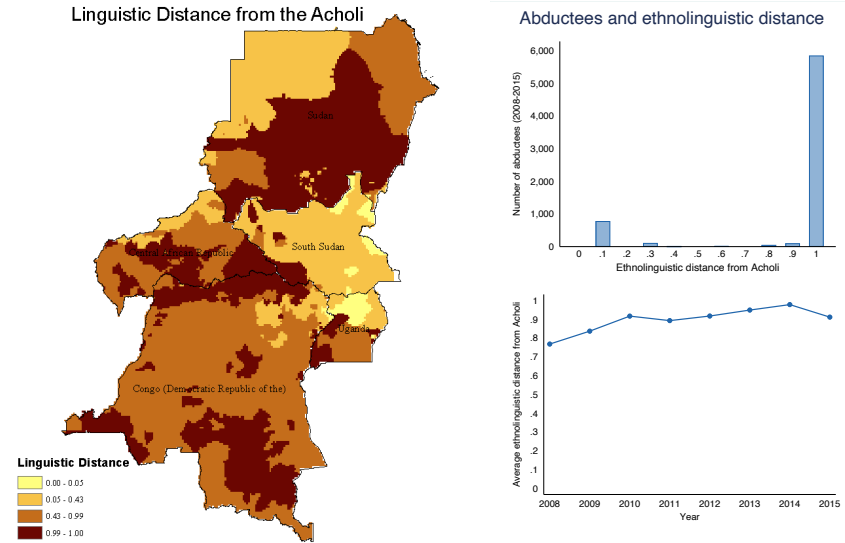 Linguistic Distance from the Acholi
Sudan
South Sudan
Central African Republic
Uganda
Congo (Democratic Republic of the)
Linguistic Distance
0.00 - 0.05
0.05 - 0.43
0.43 - 0.99
0.99 - 1.00
Abductees and ethnolinguistic distance
Number of abductees (2008-2015)
6,000
5,000
4,000
3,000
2,000
1,000
0
0 .1 .2 .3 .4 .5 .6 .7 .8 .9 1
Ethnolinguistic distance from Acholi
Average ethnolinguistic distance from Acholi
1
.9
.8
.7
.6
.5
.4
.3
.2
.1
0
2008 2009 2010 2011 2012 2013 2014 2015
Year